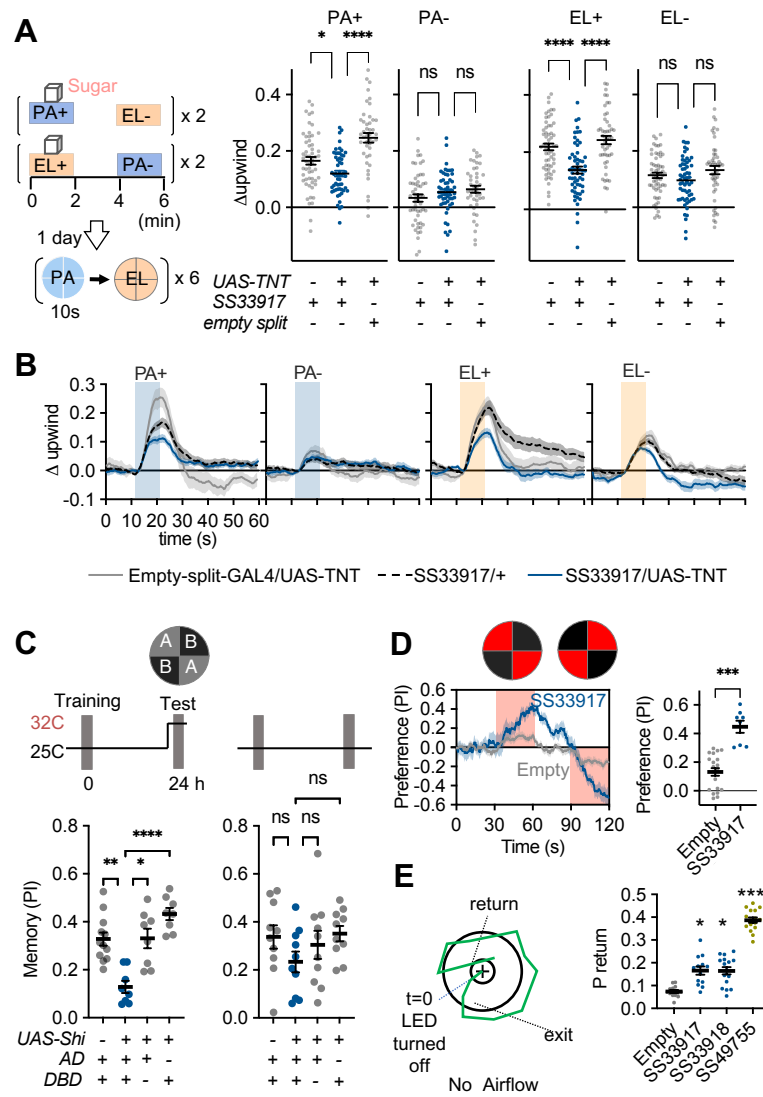 A
PA+ PA- EL+ EL-
* **** ns ns **** **** ns ns
Sugar
PA+ EL- x 2
EL+ PA- x 2
0 2 4 6
(min)
1 day
PA EL x 6
10s
Δupwind
0.4
0.2
0.0
UAS-TNT - + + - + + - + + - + +
SS33917 + + - + + - + + - + + -
empty split - - + - - + - - + - - +
B
PA+ PA- EL+ EL-
Δ upwind
0.3
0.2
0.1
0.0
-0.1
0 10 20 30 40 50 60
time (s)
Empty-split-GAL4/UAS-TNT SS33917/+ SS33917/UAS-TNT
C
A B
B A
Training Test
32C
25C
0 24 h
Memory (PI)
0.8
0.6
0.4
0.2
0.0
** * ****
0.8
0.6
0.4
0.2
0.0
ns ns ns
UAS-Shi - + + + - + + +
AD + + + - + + + -
DBD + + - + + + - +
D
Preferrence (PI)
0.6
0.4
0.2
0.0
-0.2
-0.4
-0.6
SS33917
Empty
0 30 60 90 120
Time (s)
Preference (PI)
0.6
0.4
0.2
0.0
***
Empty
SS33917
E
return
t=0
LED
turned
off
exit
No Airflow
P return
0.5
0.4
0.3
0.2
0.1
0.0
* * ***
Empty
SS33917
SS33918
SS49755